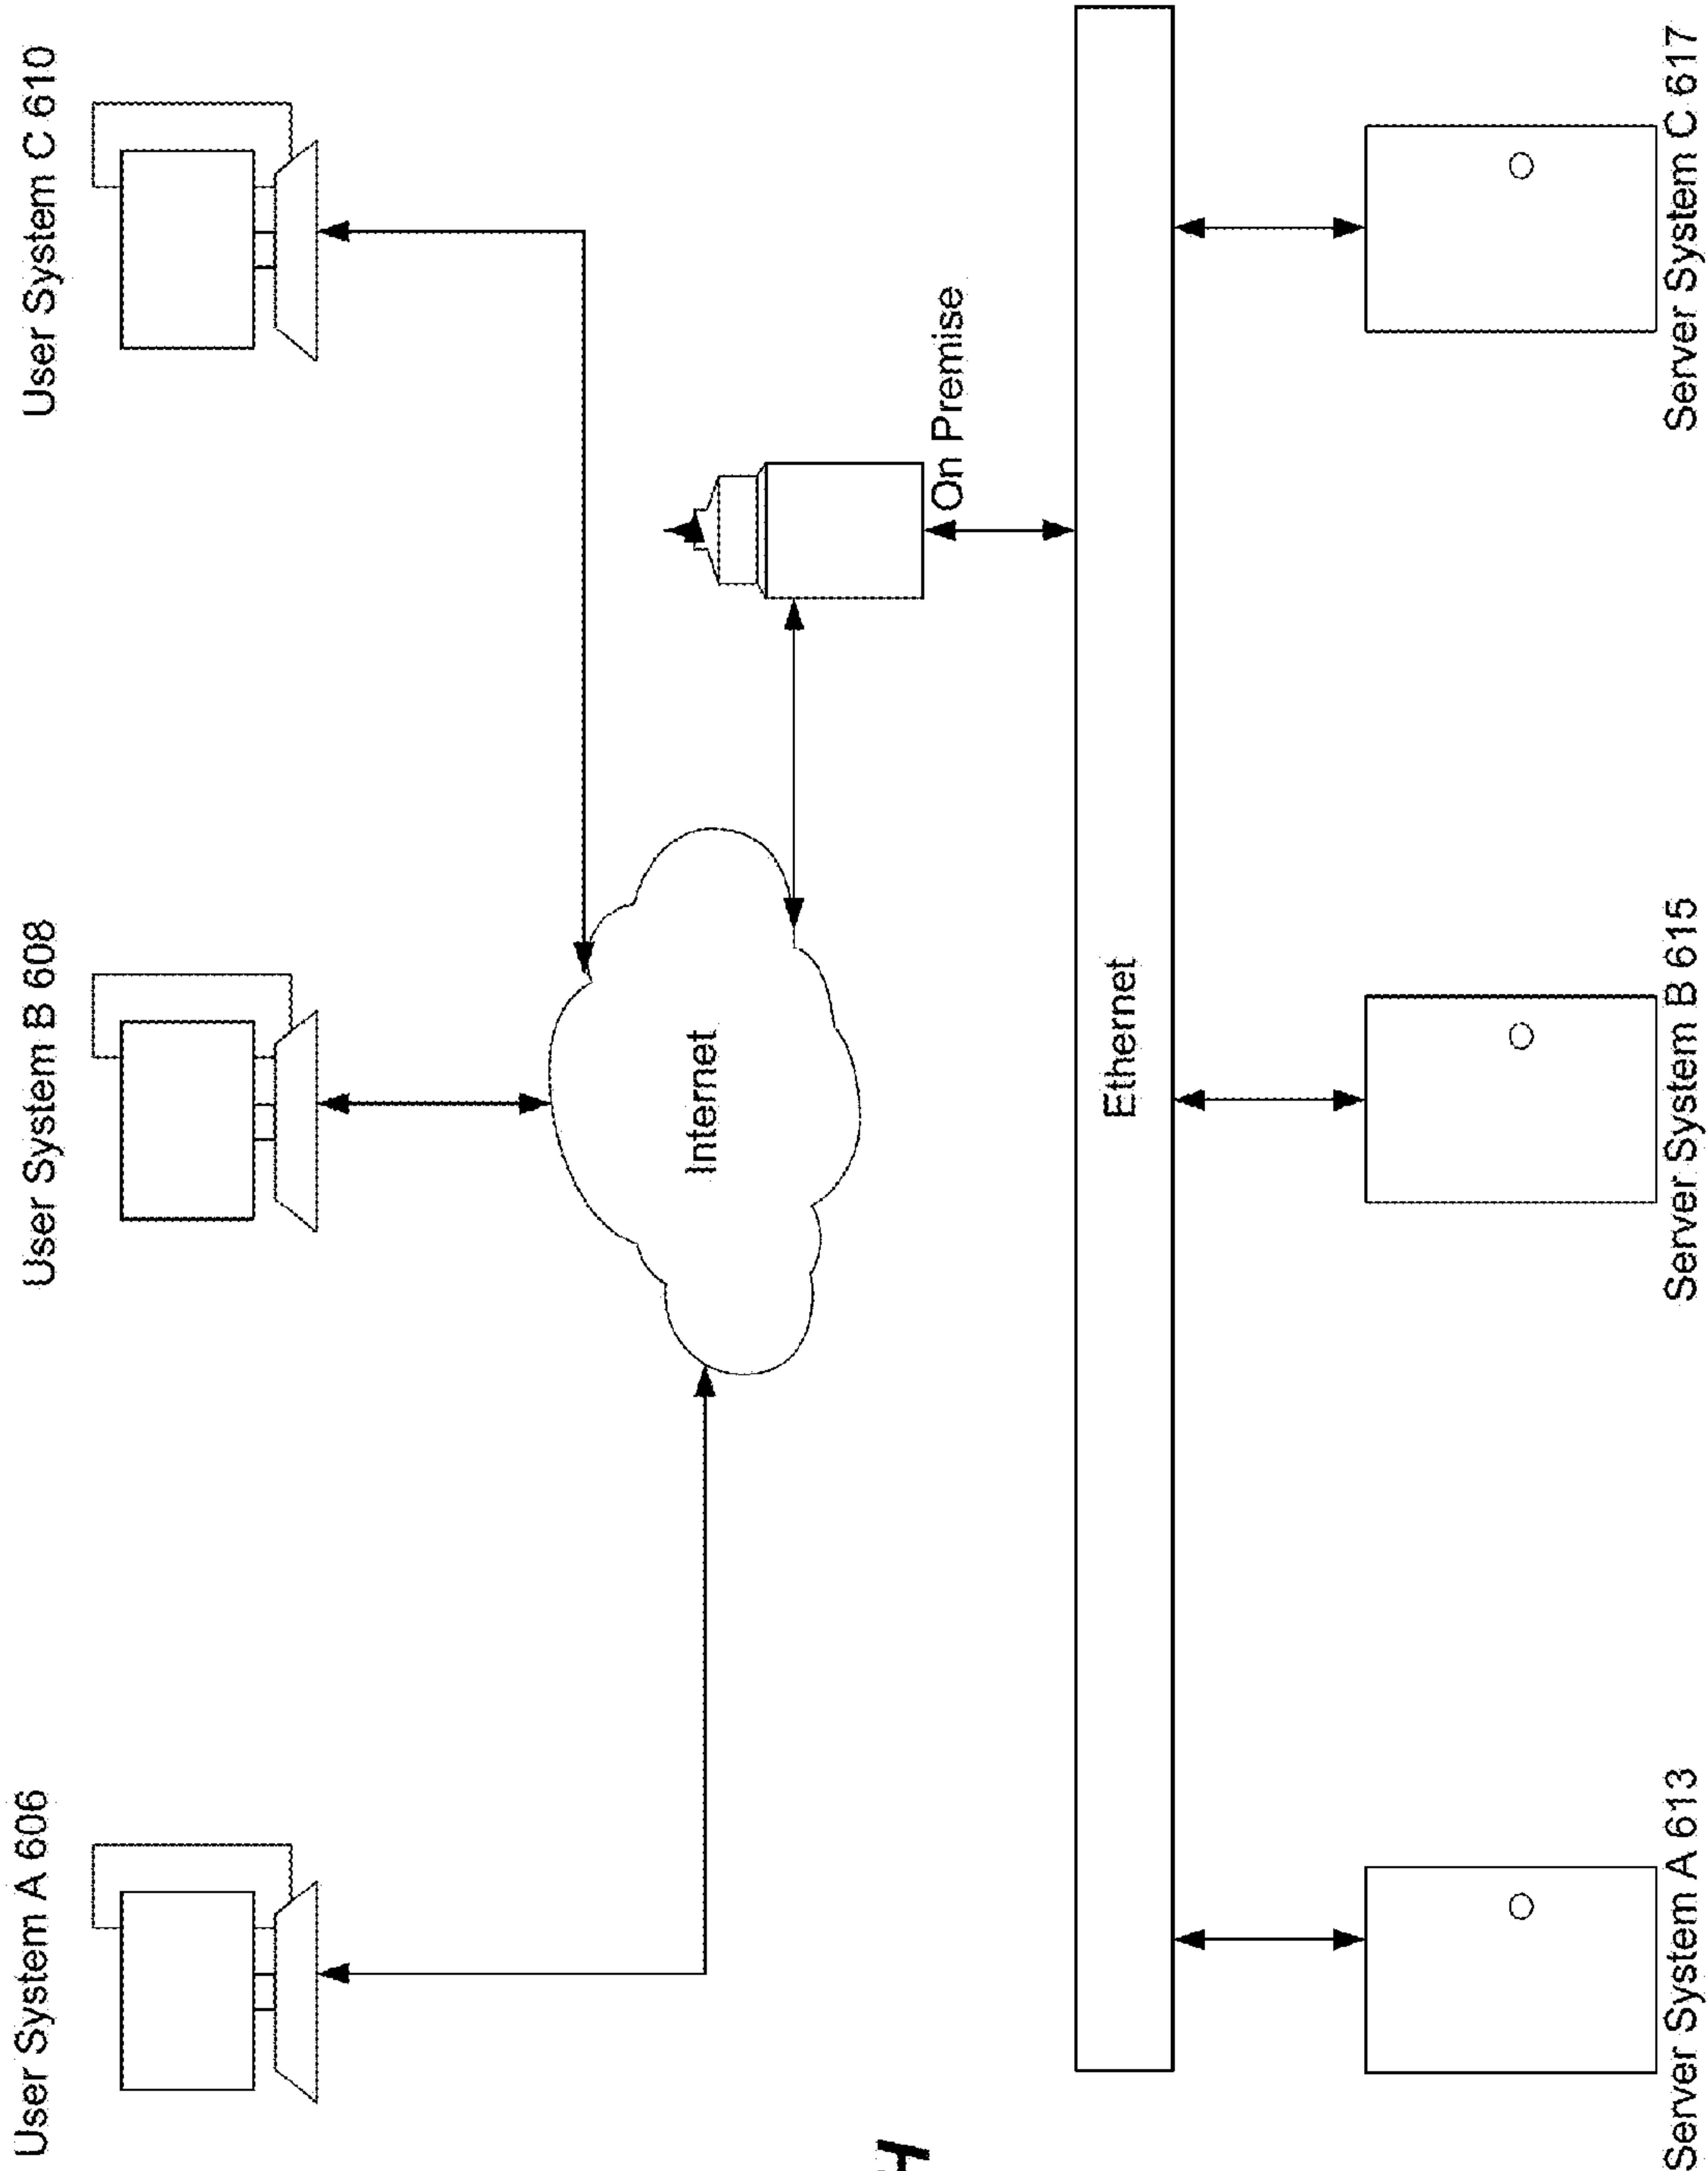 User System A 606
User System B 608
User System C 610
Internet
On Premise
Ethernet
Server System A 613
Server System B 615
Server System C 617